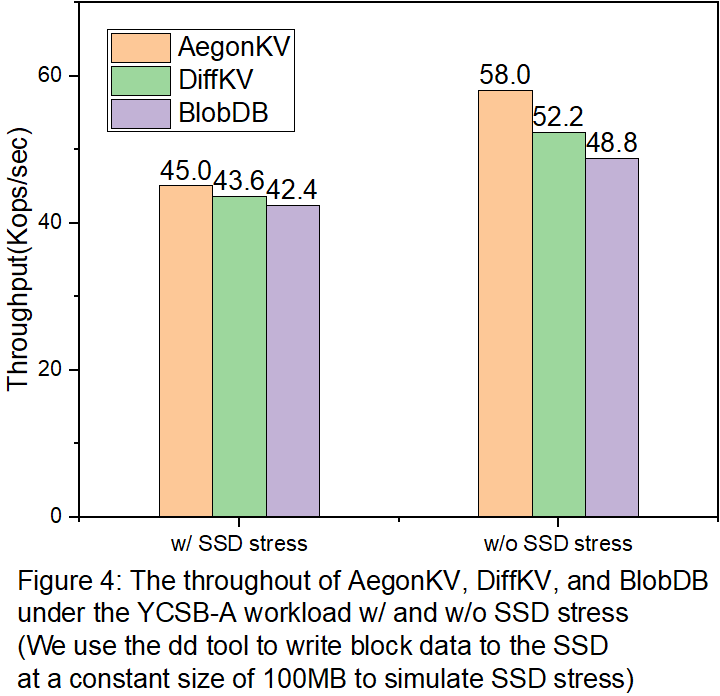 AegonKV
DiffKV
BlobDB
Throughput(Kops/sec)
60
40
20
0
45.0
43.6
42.4
58.0
52.2
48.8
w/ SSD stress
w/o SSD stress
Figure 4: The throughout of AegonKV, DiffKV, and BlobDB
under the YCSB-A workload w/ and w/o SSD stress
(We use the dd tool to write block data to the SSD
at a constant size of 100MB to simulate SSD stress)